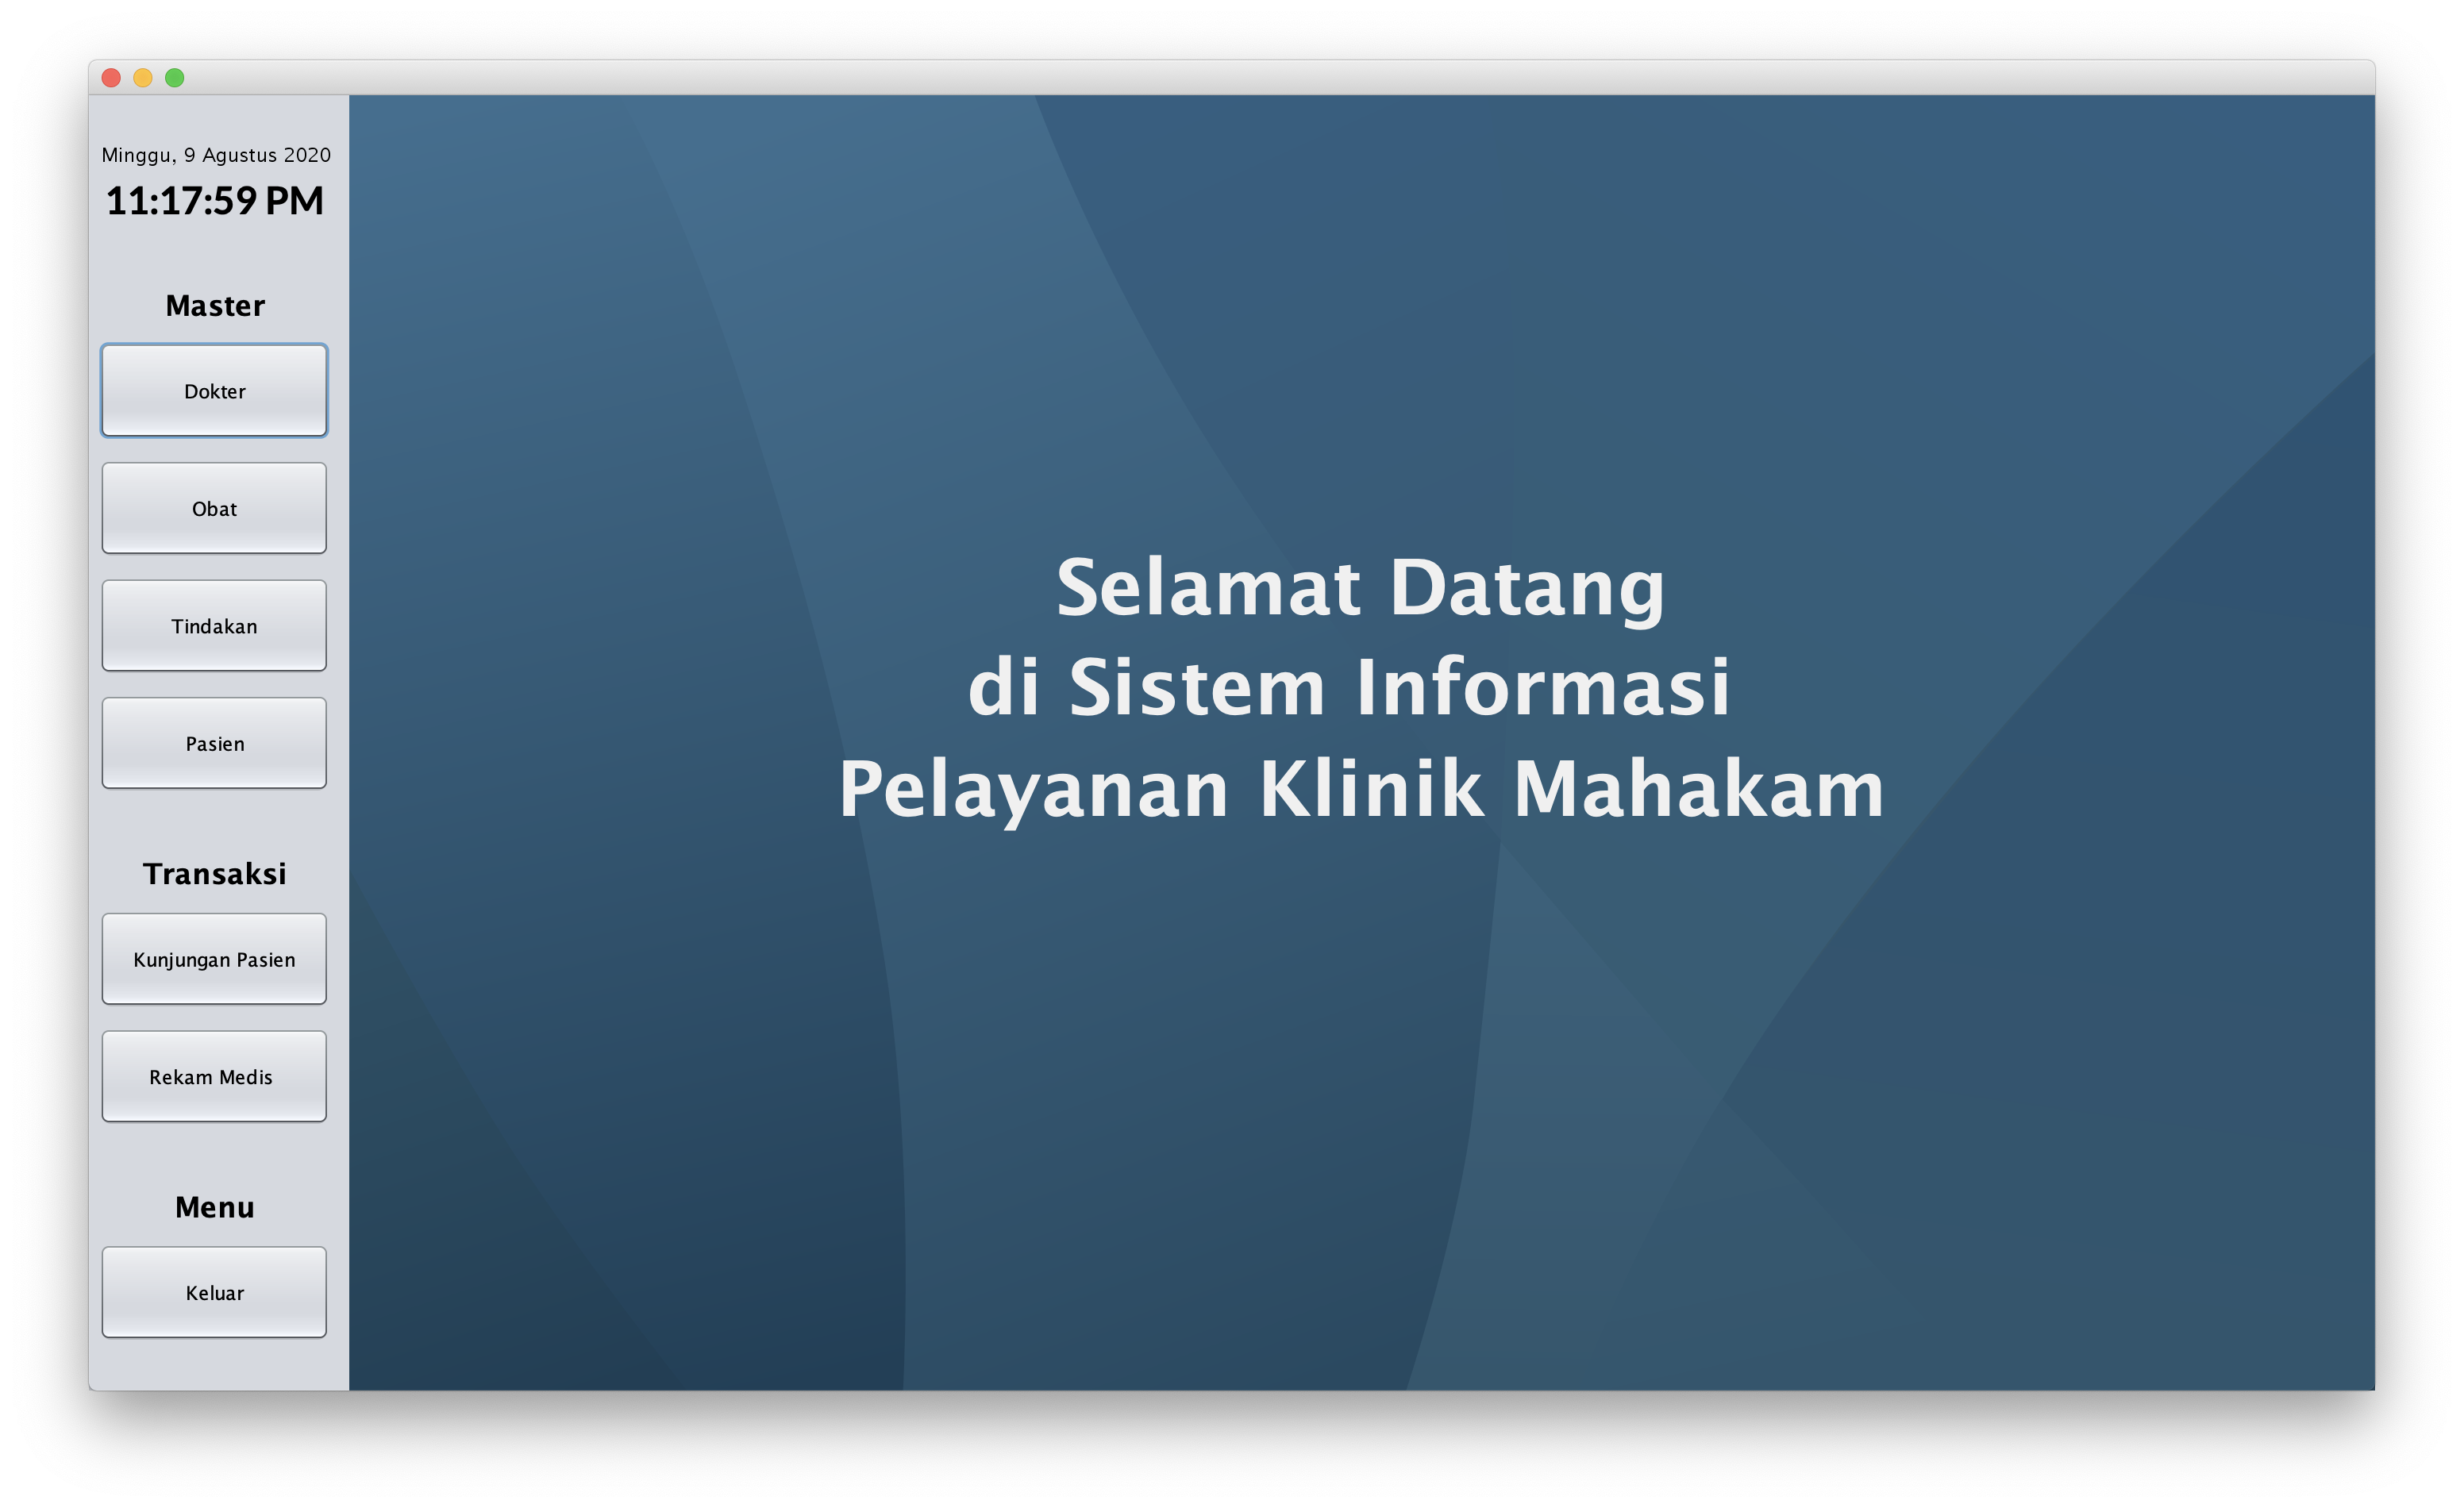 Minggu, 9 Agustus 2020
11:17:59 PM
Master
Dokter
Obat
Tindakan
Pasien
Transaksi
Kunjungan Pasien
Rekam Medis
Menu
Keluar
Selamat Datang
di Sistem Informasi
Pelayanan Klinik Mahakam